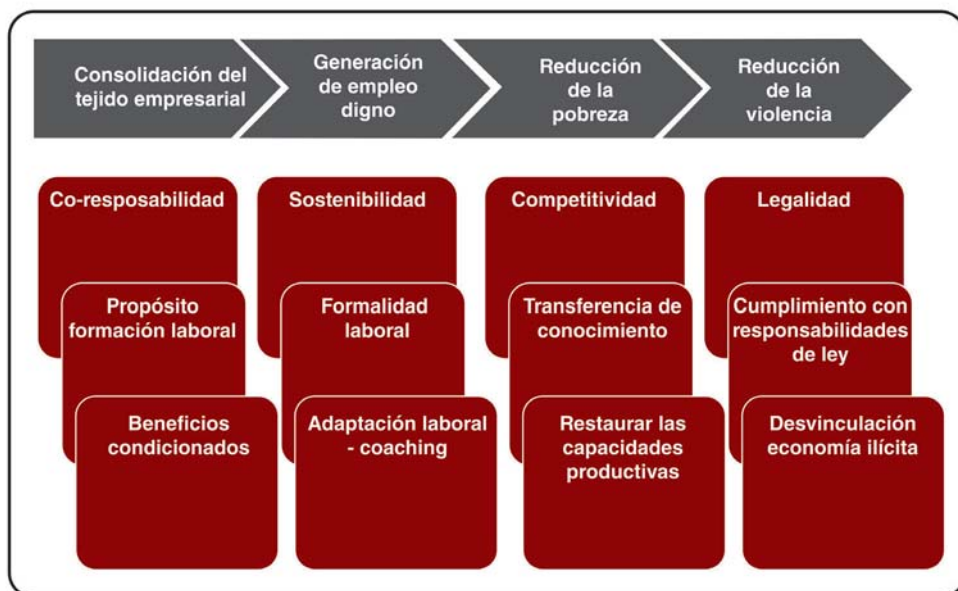 Consolidación del
tejido empresarial
Generación
de empleo
digno
Reducción
de la
pobreza
Reducción
de la
violencia
Co-resposabilidad
Propósito
formación laboral
Beneficios
condicionados
Sostenibilidad
Formalidad
laboral
Adaptación laboral
- coaching
Competitividad
Transferencia de
conocimiento
Restaurar las
capacidades
productivas
Legalidad
Cumplimiento con
responsabilidades
de ley
Desvinculación
economía ilícita